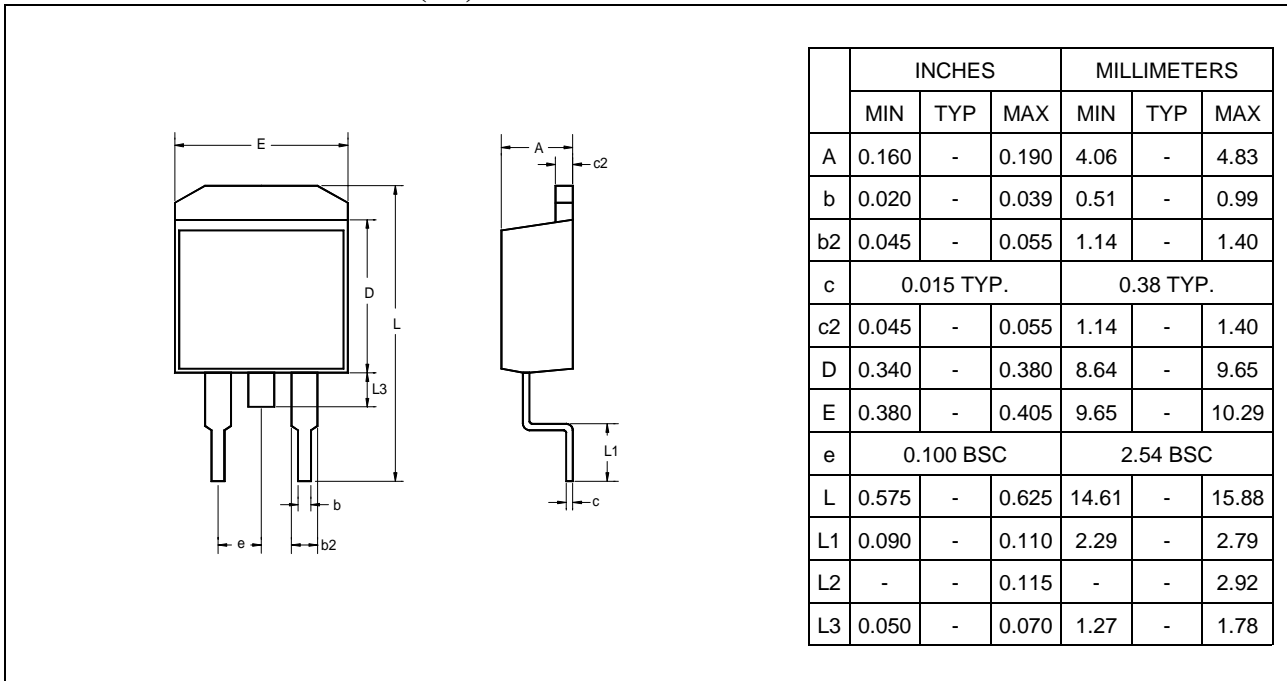 E
D
L
L3
b
e
b2
A
c2
L1
c
INCHES MILLIMETERS
MIN TYP MAX MIN TYP MAX
A 0.160 - 0.190 4.06 - 4.83
b 0.020 - 0.039 0.51 - 0.99
b2 0.045 - 0.055 1.14 - 1.40
c 0.015 TYP. 0.38 TYP.
c2 0.045 - 0.055 1.14 - 1.40
D 0.340 - 0.380 8.64 - 9.65
E 0.380 - 0.405 9.65 - 10.29
e 0.100 BSC 2.54 BSC
L 0.575 - 0.625 14.61 - 15.88
L1 0.090 - 0.110 2.29 - 2.79
L2 - - 0.115 - - 2.92
L3 0.050 - 0.070 1.27 - 1.78